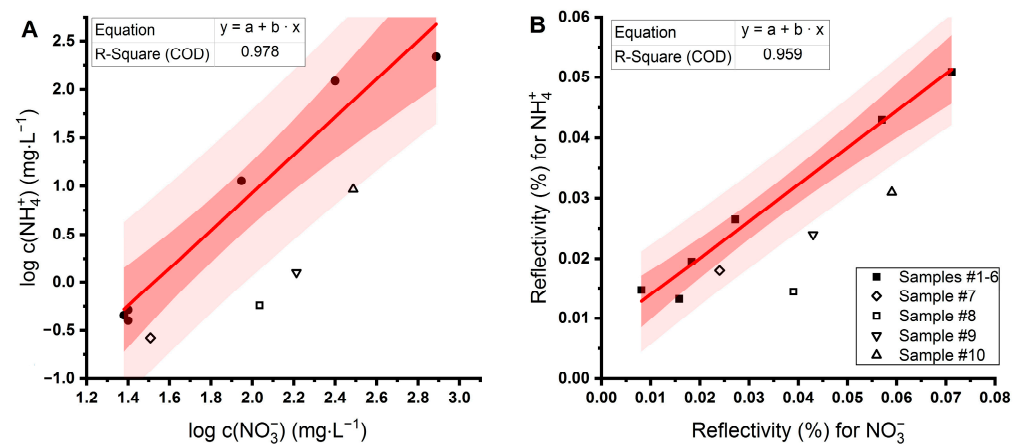 A
Equation y = a + b · x
R-Square (COD) 0.978
2.5
2.0
1.5
1.0
0.5
0.0
−0.5
−1.0
log c(NH₄⁺) (mg·L⁻¹)
1.2 1.4 1.6 1.8 2.0 2.2 2.4 2.6 2.8 3.0
log c(NO₃⁻) (mg·L⁻¹)
B
Equation y = a + b · x
R-Square (COD) 0.959
0.06
0.05
0.04
0.03
0.02
0.01
0.00
Reflectivity (%) for NH₄⁺
Samples #1-6
Sample #7
Sample #8
Sample #9
Sample #10
0.00 0.01 0.02 0.03 0.04 0.05 0.06 0.07 0.08
Reflectivity (%) for NO₃⁻